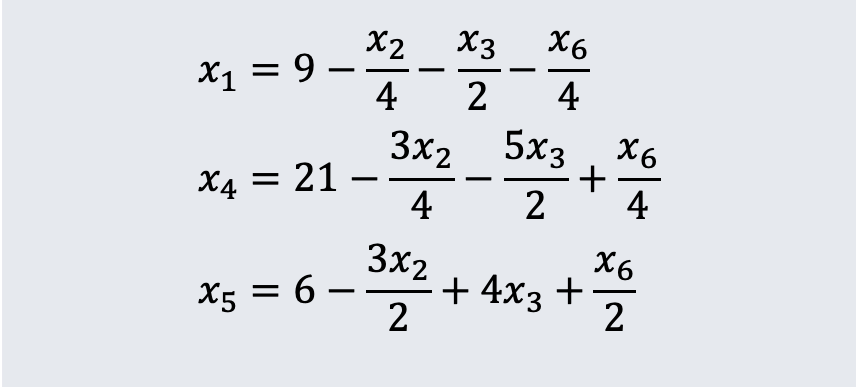 x₁ = 9 − x₂/4 − x₃/2 − x₆/4
x₄ = 21 − 3x₂/4 − 5x₃/2 + x₆/4
x₅ = 6 − 3x₂/2 + 4x₃ + x₆/2